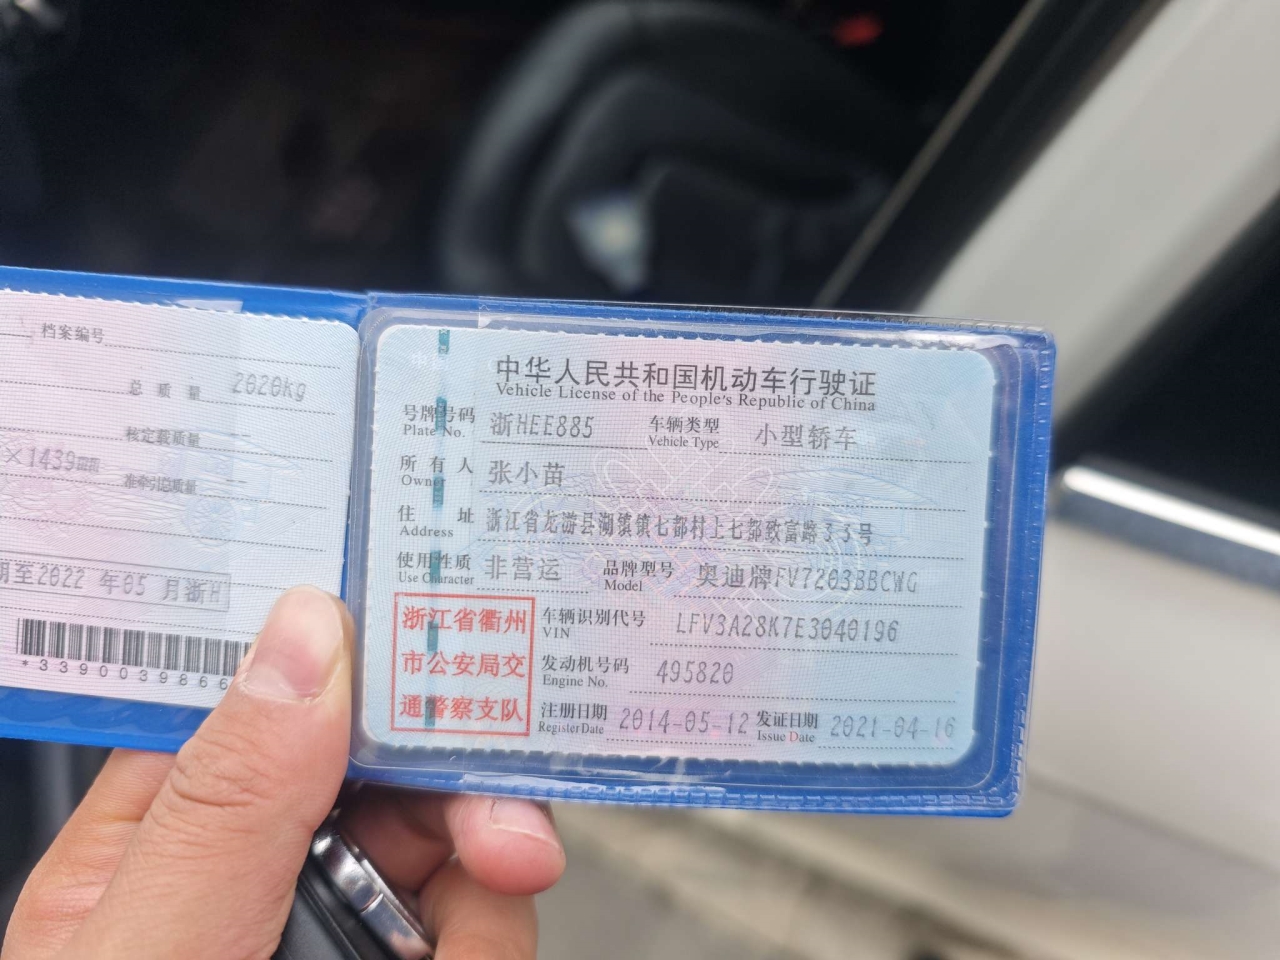 档案编号
总质量 2020kg
核定载质量 —
×1439mm
准牵引总质量 —
期至2022年05月浙H
*3390039866
中华人民共和国机动车行驶证
Vehicle License of the People's Republic of China
号牌号码 浙HEE885 车辆类型 小型轿车
Plate No. Vehicle Type
所有人 张小苗
Owner
住址 浙江省龙游县湖镇镇七都村上七都致富路33号
Address
使用性质 非营运 品牌型号 奥迪牌FV7203BBCWG
Use Character Model
浙江省衢州
市公安局交
通警察支队
车辆识别代号 LFV3A28K7E3040196
VIN
发动机号码 495820
Engine No.
注册日期 2014-05-12 发证日期 2021-04-16
Register Date Issue Date